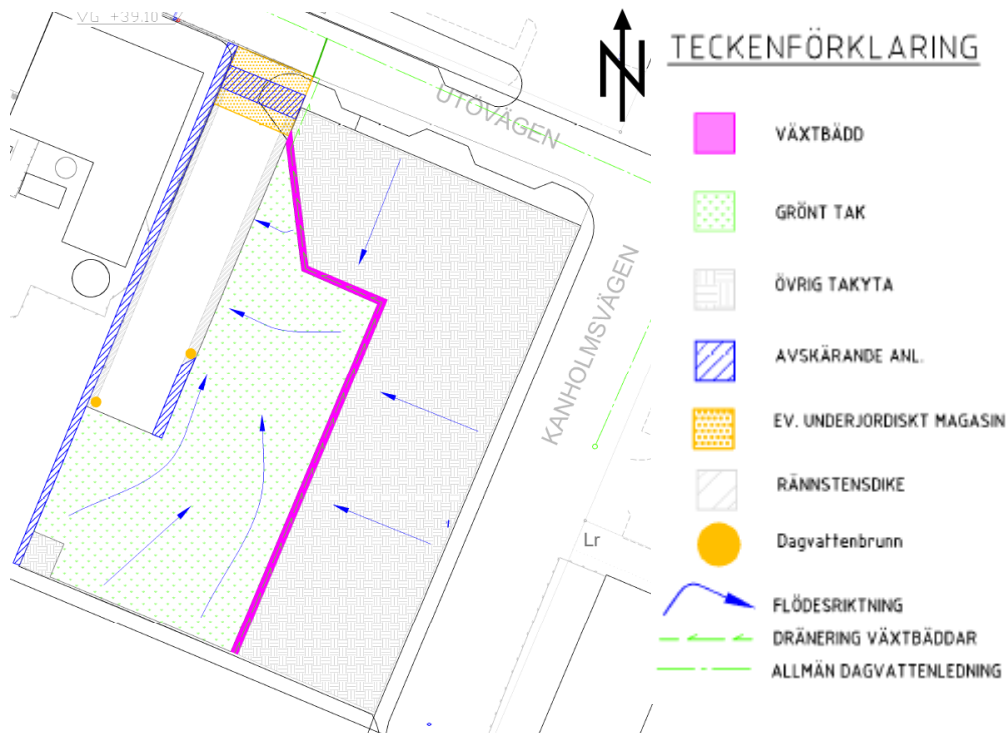 VG +39.10
UTÖVÄGEN
KANHOLMSVÄGEN
Lr
N
TECKENFÖRKLARING
VÄXTBÄDD
GRÖNT TAK
ÖVRIG TAKYTA
AVSKÄRANDE ANL.
EV. UNDERJORDISKT MAGASIN
RÄNNSTENSDIKE
Dagvattenbrunn
FLÖDESRIKTNING
DRÄNERING VÄXTBÄDDAR
ALLMÄN DAGVATTENLEDNING